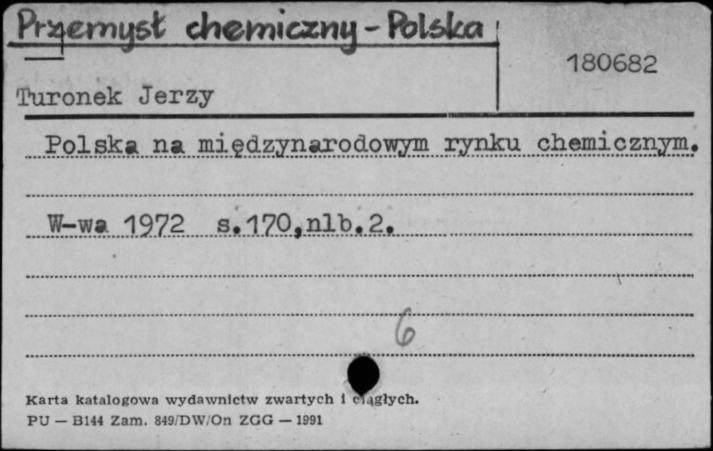 Przemysł chemiczny - Polska
180682
Turonek Jerzy
Polska na międzynarodowym rynku chemicznym.
W-wa 1972 s.170,nlb.2.
6
Karta katalogowa wydawnictw zwartych i ciągłych.
PU — B144 Zam. 849/DW/On ZGG — 1991